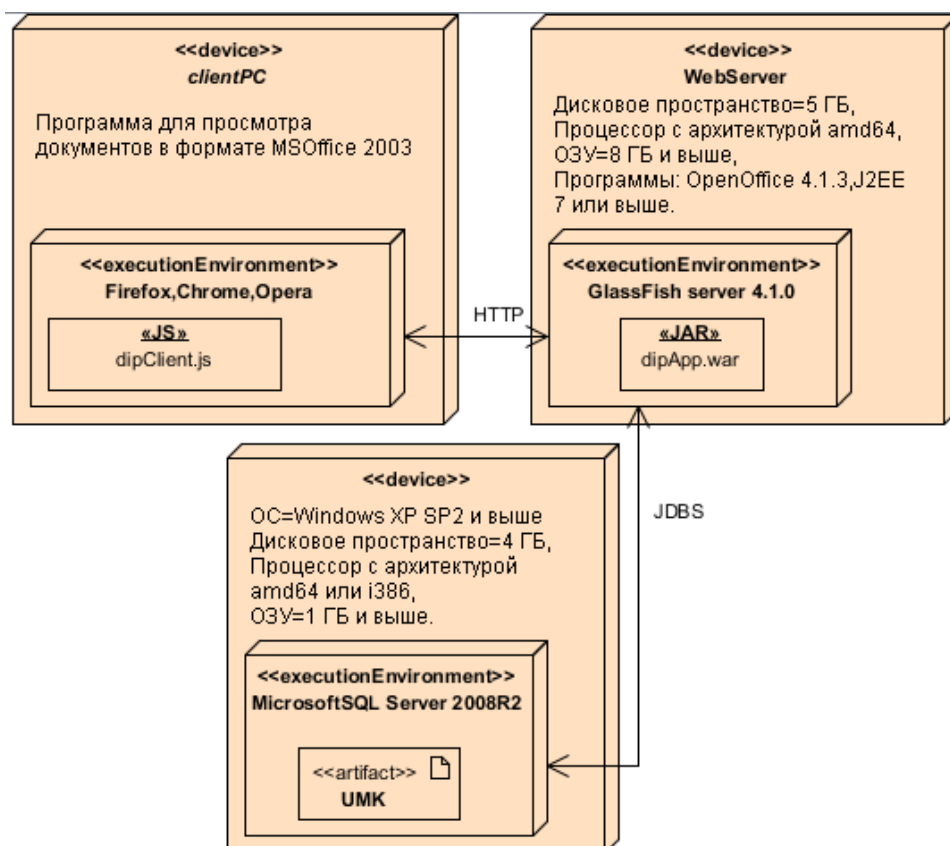 <<device>>
clientPC
Программа для просмотра
документов в формате MSOffice 2003
<<executionEnvironment>>
Firefox,Chrome,Opera
«JS»
dipClient.js
HTTP
<<device>>
WebServer
Дисковое пространство=5 ГБ,
Процессор с архитектурой amd64,
ОЗУ=8 ГБ и выше,
Программы: OpenOffice 4.1.3,J2EE
7 или выше.
<<executionEnvironment>>
GlassFish server 4.1.0
«JAR»
dipApp.war
JDBS
<<device>>
ОС=Windows XP SP2 и выше
Дисковое пространство=4 ГБ,
Процессор с архитектурой
amd64 или i386,
ОЗУ=1 ГБ и выше.
<<executionEnvironment>>
MicrosoftSQL Server 2008R2
<<artifact>>
UMK